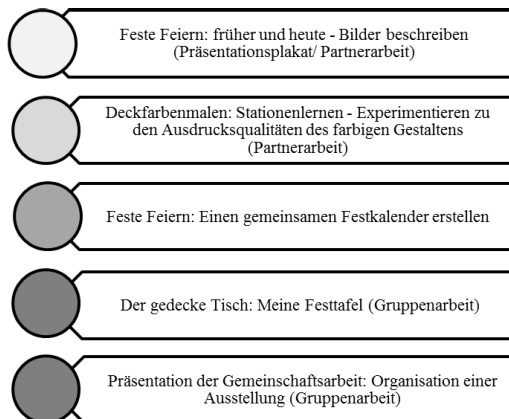 Feste Feiern: früher und heute - Bilder beschreiben
(Präsentationsplakat/ Partnerarbeit)
Deckfarbenmalen: Stationenlernen - Experimentieren zu
den Ausdrucksqualitäten des farbigen Gestaltens
(Partnerarbeit)
Feste Feiern: Einen gemeinsamen Festkalender erstellen
Der gedecke Tisch: Meine Festtafel (Gruppenarbeit)
Präsentation der Gemeinschaftsarbeit: Organisation einer
Ausstellung (Gruppenarbeit)